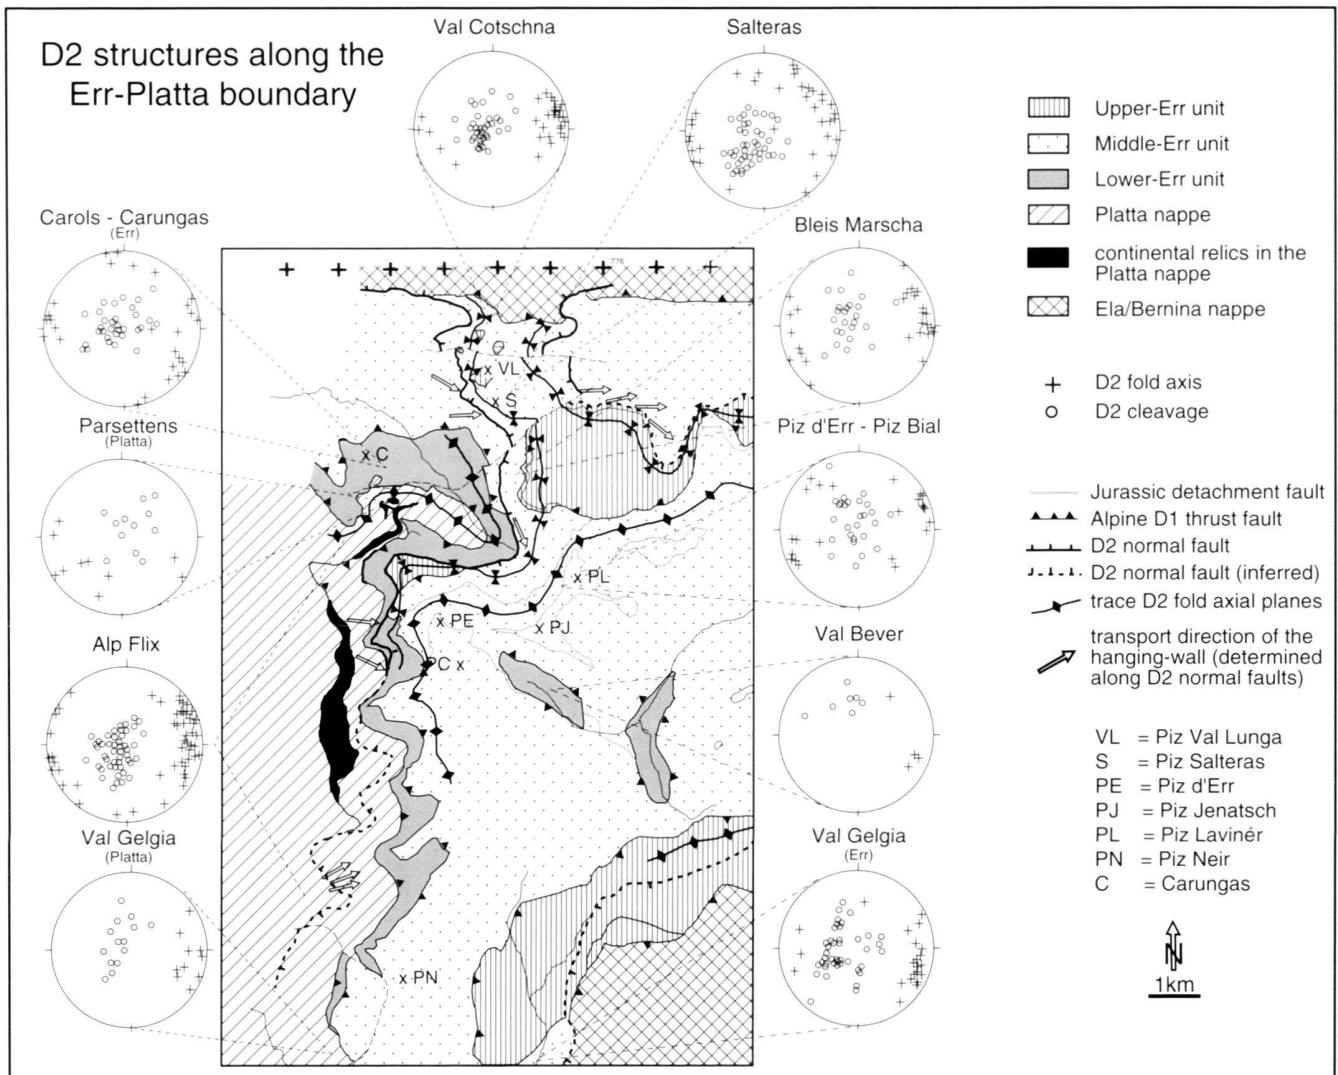 D2 structures along the
Err-Platta boundary
Val Cotschna
Salteras
Carols - Carungas
(Err)
Parsettens
(Platta)
Alp Flix
Val Gelgia
(Platta)
Bleis Marscha
Piz d'Err - Piz Bial
Val Bever
Val Gelgia
(Err)
776
x VL
x S
x C
x PL
x PE
x PJ
PC x
x PN
Upper-Err unit
Middle-Err unit
Lower-Err unit
Platta nappe
continental relics in the
Platta nappe
Ela/Bernina nappe
D2 fold axis
D2 cleavage
Jurassic detachment fault
Alpine D1 thrust fault
D2 normal fault
D2 normal fault (inferred)
trace D2 fold axial planes
transport direction of the
hanging-wall (determined
along D2 normal faults)
VL = Piz Val Lunga
S = Piz Salteras
PE = Piz d'Err
PJ = Piz Jenatsch
PL = Piz Lavinér
PN = Piz Neir
C = Carungas
N
1km